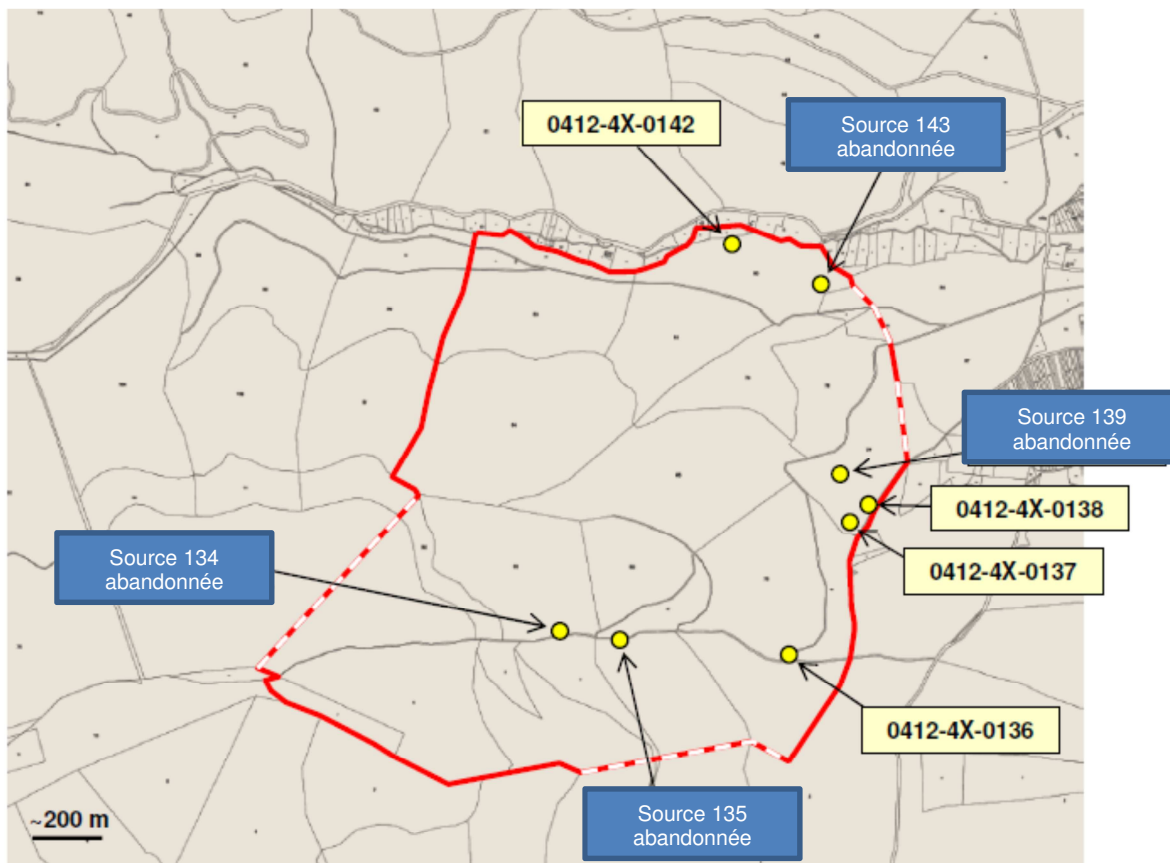 0412-4X-0142
Source 143
abandonnée
Source 139
abandonnée
0412-4X-0138
0412-4X-0137
Source 134
abandonnée
0412-4X-0136
Source 135
abandonnée
~200 m